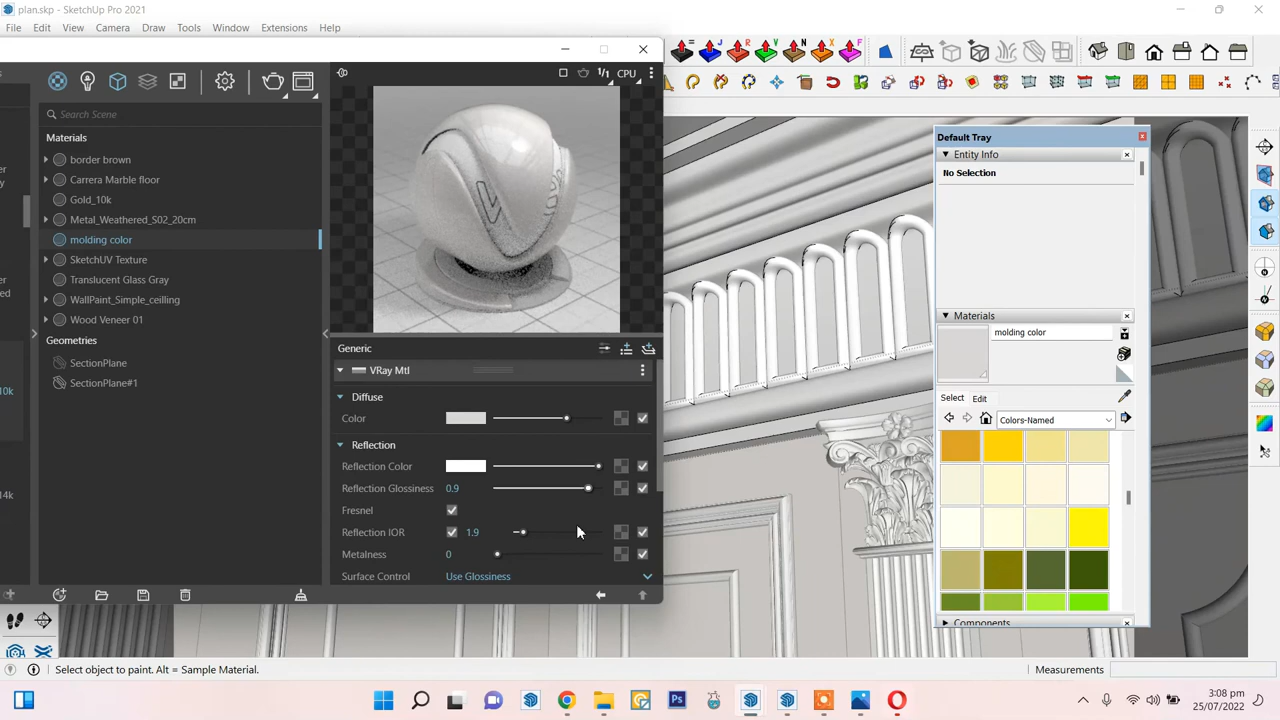 plan.skp - SketchUp Pro 2021
File Edit View Camera Draw Tools Window Extensions Help
1/1 CPU
Search Scene
Materials
border brown
Carrera Marble floor
Gold_10k
Metal_Weathered_S02_20cm
molding color
SketchUV Texture
Translucent Glass Gray
WallPaint_Simple_ceilling
Wood Veneer 01
Geometries
SectionPlane
SectionPlane#1
10k
14k
Generic
VRay Mtl
Diffuse
Color
Reflection
Reflection Color
Reflection Glossiness 0.9
Fresnel
Reflection IOR 1.9
Metalness 0
Surface Control Use Glossiness
Default Tray
Entity Info
No Selection
Materials
molding color
Select Edit
Colors-Named
Components
Select object to paint. Alt = Sample Material.
Measurements
3:08 pm
25/07/2022